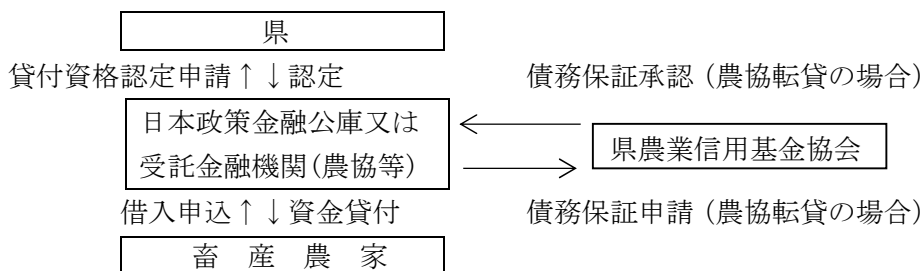 県
貸付資格認定申請↑↓認定
債務保証承認（農協転貸の場合）
日本政策金融公庫又は
受託金融機関(農協等)
県農業信用基金協会
借入申込↑↓資金貸付
債務保証申請（農協転貸の場合）
畜　産　農　家